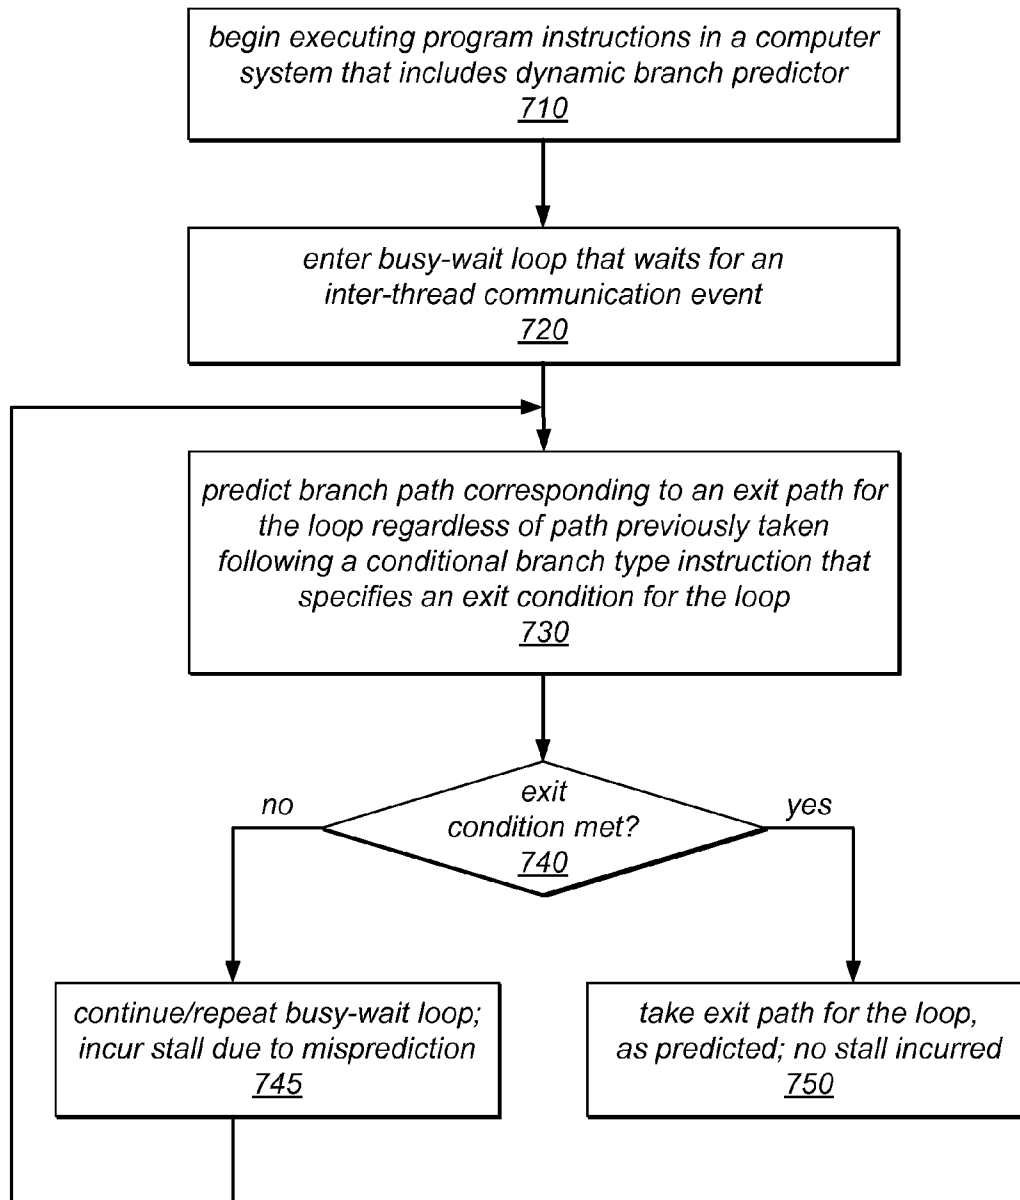 begin executing program instructions in a computer
system that includes dynamic branch predictor
710
enter busy-wait loop that waits for an
inter-thread communication event
720
predict branch path corresponding to an exit path for
the loop regardless of path previously taken
following a conditional branch type instruction that
specifies an exit condition for the loop
730
no
exit
condition met?
740
yes
continue/repeat busy-wait loop;
incur stall due to misprediction
745
take exit path for the loop,
as predicted; no stall incurred
750